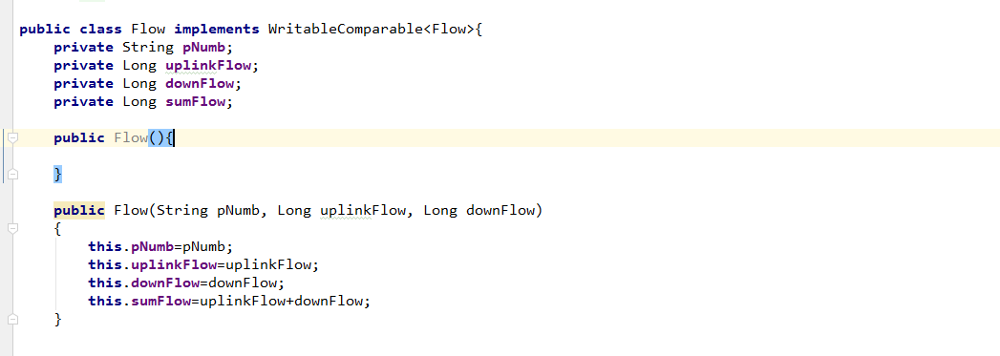 public class Flow implements WritableComparable<Flow>{
    private String pNumb;
    private Long uplinkFlow;
    private Long downFlow;
    private Long sumFlow;
    public Flow(){
    }
    public Flow(String pNumb, Long uplinkFlow, Long downFlow)
    {
        this.pNumb=pNumb;
        this.uplinkFlow=uplinkFlow;
        this.downFlow=downFlow;
        this.sumFlow=uplinkFlow+downFlow;
    }